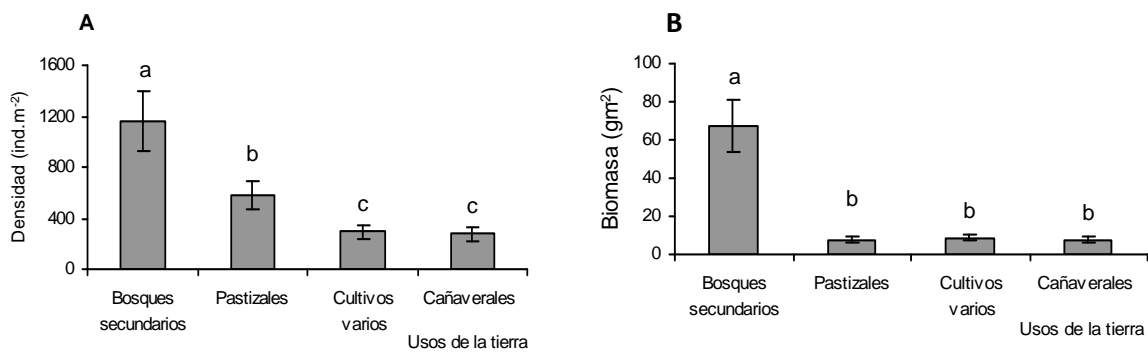 A
Densidad (ind.m-2)
1600
1200
800
400
0
a
b
c
c
Bosques
secundarios
Pastizales
Cultivos
varios
Cañaverales
Usos de la tierra
B
Biomasa (gm2)
100
80
60
40
20
0
a
b
b
b
Bosques
secundarios
Pastizales
Cultivos
varios
Cañaverales
Usos de la tierra